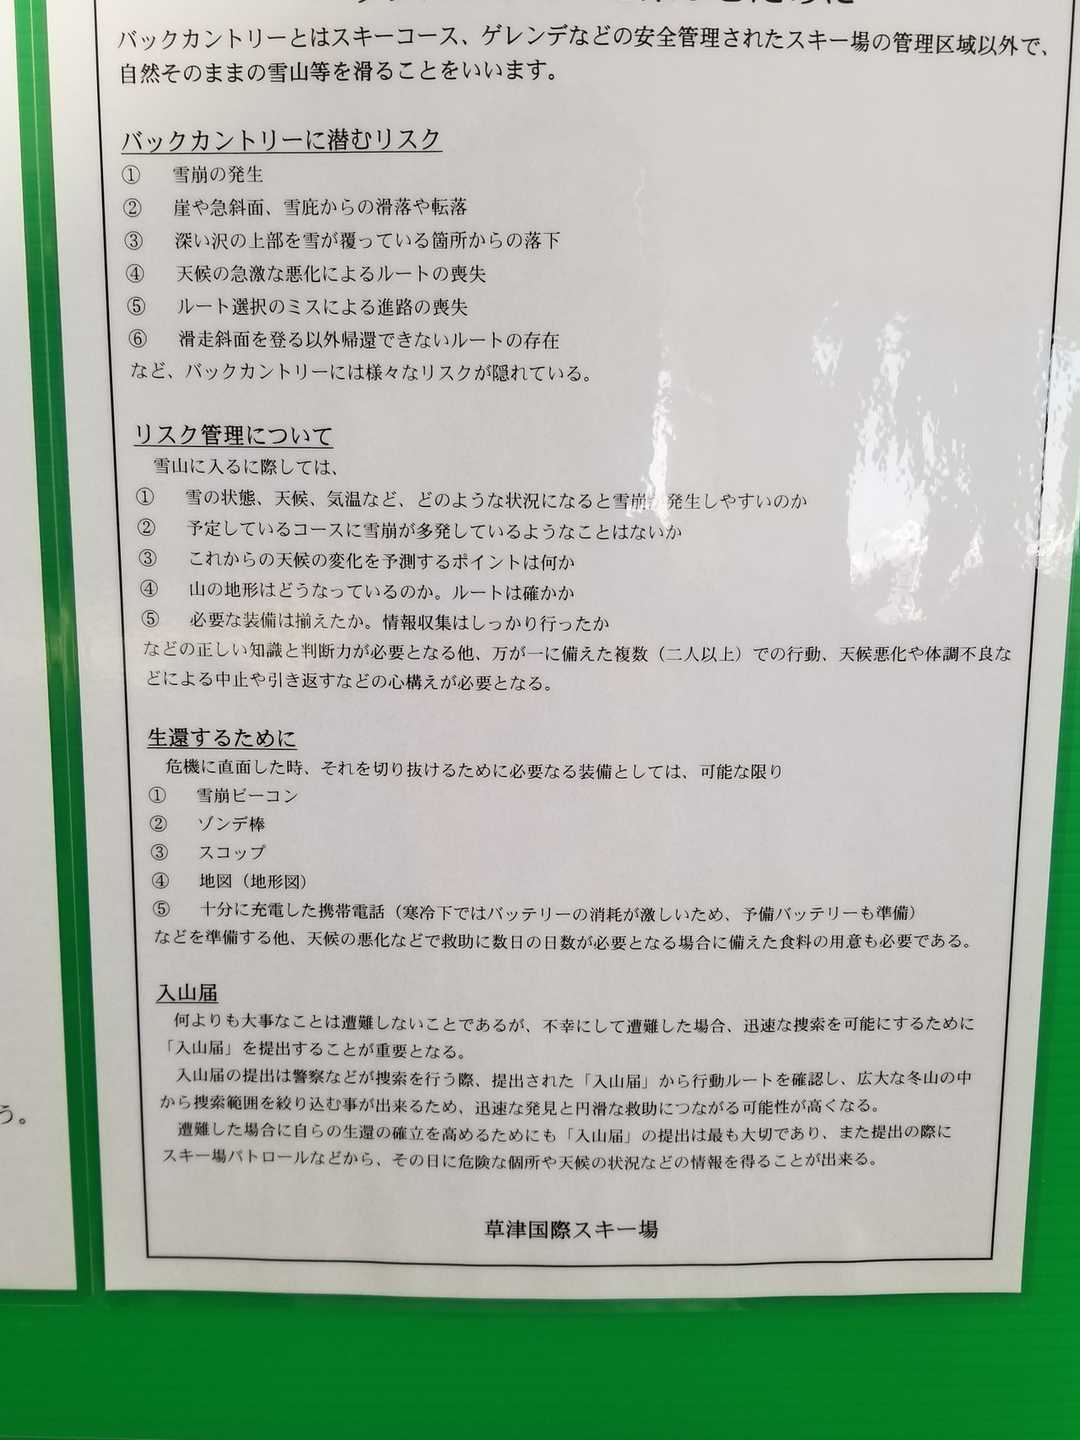 バックカントリーとはスキーコース、ゲレンデなどの安全管理されたスキー場の管理区域以外で、
自然そのままの雪山等を滑ることをいいます。
バックカントリーに潜むリスク
① 雪崩の発生
② 崖や急斜面、雪庇からの滑落や転落
③ 深い沢の上部を雪が覆っている箇所からの落下
④ 天候の急激な悪化によるルートの喪失
⑤ ルート選択のミスによる進路の喪失
⑥ 滑走斜面を登る以外帰還できないルートの存在
など、バックカントリーには様々なリスクが隠れている。
リスク管理について
雪山に入るに際しては、
① 雪の状態、天候、気温など、どのような状況になると雪崩が発生しやすいのか
② 予定しているコースに雪崩が多発しているようなことはないか
③ これからの天候の変化を予測するポイントは何か
④ 山の地形はどうなっているのか。ルートは確かか
⑤ 必要な装備は揃えたか。情報収集はしっかり行ったか
などの正しい知識と判断力が必要となる他、万が一に備えた複数（二人以上）での行動、天候悪化や体調不良な
どによる中止や引き返すなどの心構えが必要となる。
生還するために
危機に直面した時、それを切り抜けるために必要なる装備としては、可能な限り
① 雪崩ビーコン
② ゾンデ棒
③ スコップ
④ 地図（地形図）
⑤ 十分に充電した携帯電話（寒冷下ではバッテリーの消耗が激しいため、予備バッテリーも準備）
などを準備する他、天候の悪化などで救助に数日の日数が必要となる場合に備えた食料の用意も必要である。
入山届
何よりも大事なことは遭難しないことであるが、不幸にして遭難した場合、迅速な捜索を可能にするために
「入山届」を提出することが重要となる。
入山届の提出は警察などが捜索を行う際、提出された「入山届」から行動ルートを確認し、広大な冬山の中
から捜索範囲を絞り込む事が出来るため、迅速な発見と円滑な救助につながる可能性が高くなる。
遭難した場合に自らの生還の確立を高めるためにも「入山届」の提出は最も大切であり、また提出の際に
スキー場パトロールなどから、その日に危険な個所や天候の状況などの情報を得ることが出来る。
草津国際スキー場
う。